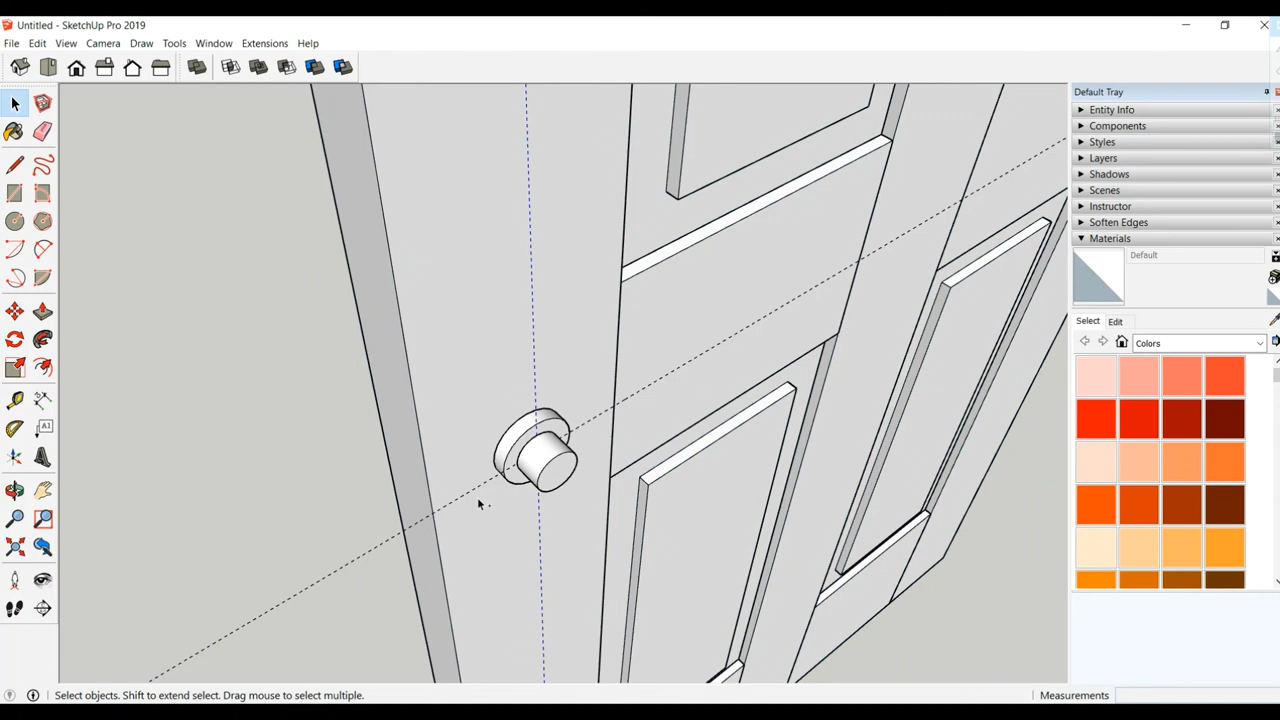 Untitled - SketchUp Pro 2019
File Edit View Camera Draw Tools Window Extensions Help
Default Tray
Entity Info
Components
Styles
Layers
Shadows
Scenes
Instructor
Soften Edges
Materials
Default
Select Edit
Colors
A1
Select objects. Shift to extend select. Drag mouse to select multiple.
Measurements